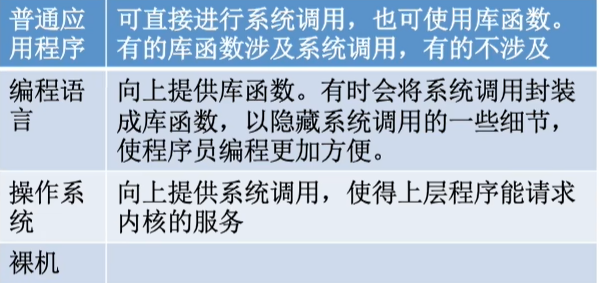 普通应
用程序
可直接进行系统调用，也可使用库函数。
有的库函数涉及系统调用，有的不涉及
编程语
言
向上提供库函数。有时会将系统调用封装
成库函数，以隐藏系统调用的一些细节，
使程序员编程更加方便。
操作系
统
向上提供系统调用，使得上层程序能请求
内核的服务
裸机